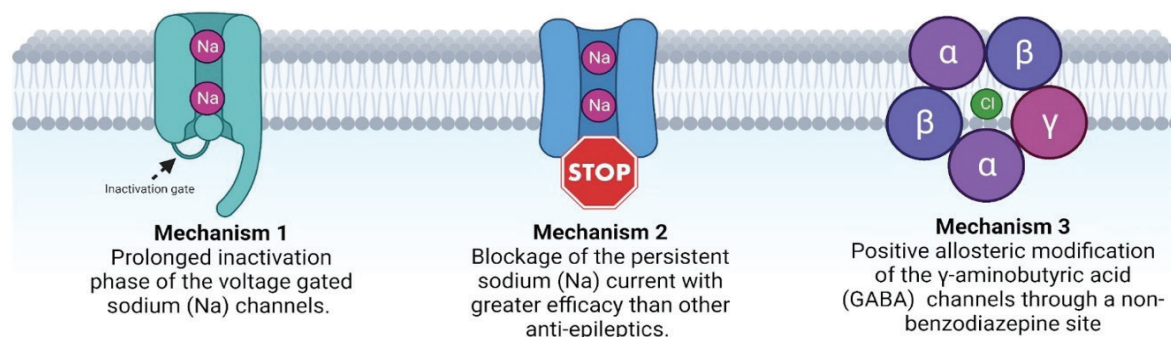 Na
Na
Inactivation gate
Mechanism 1
Prolonged inactivation
phase of the voltage gated
sodium (Na) channels.
Na
Na
STOP
Mechanism 2
Blockage of the persistent
sodium (Na) current with
greater efficacy than other
anti-epileptics.
α
β
Cl
β
γ
α
Mechanism 3
Positive allosteric modification
of the γ-aminobutyric acid
(GABA) channels through a non-
benzodiazepine site